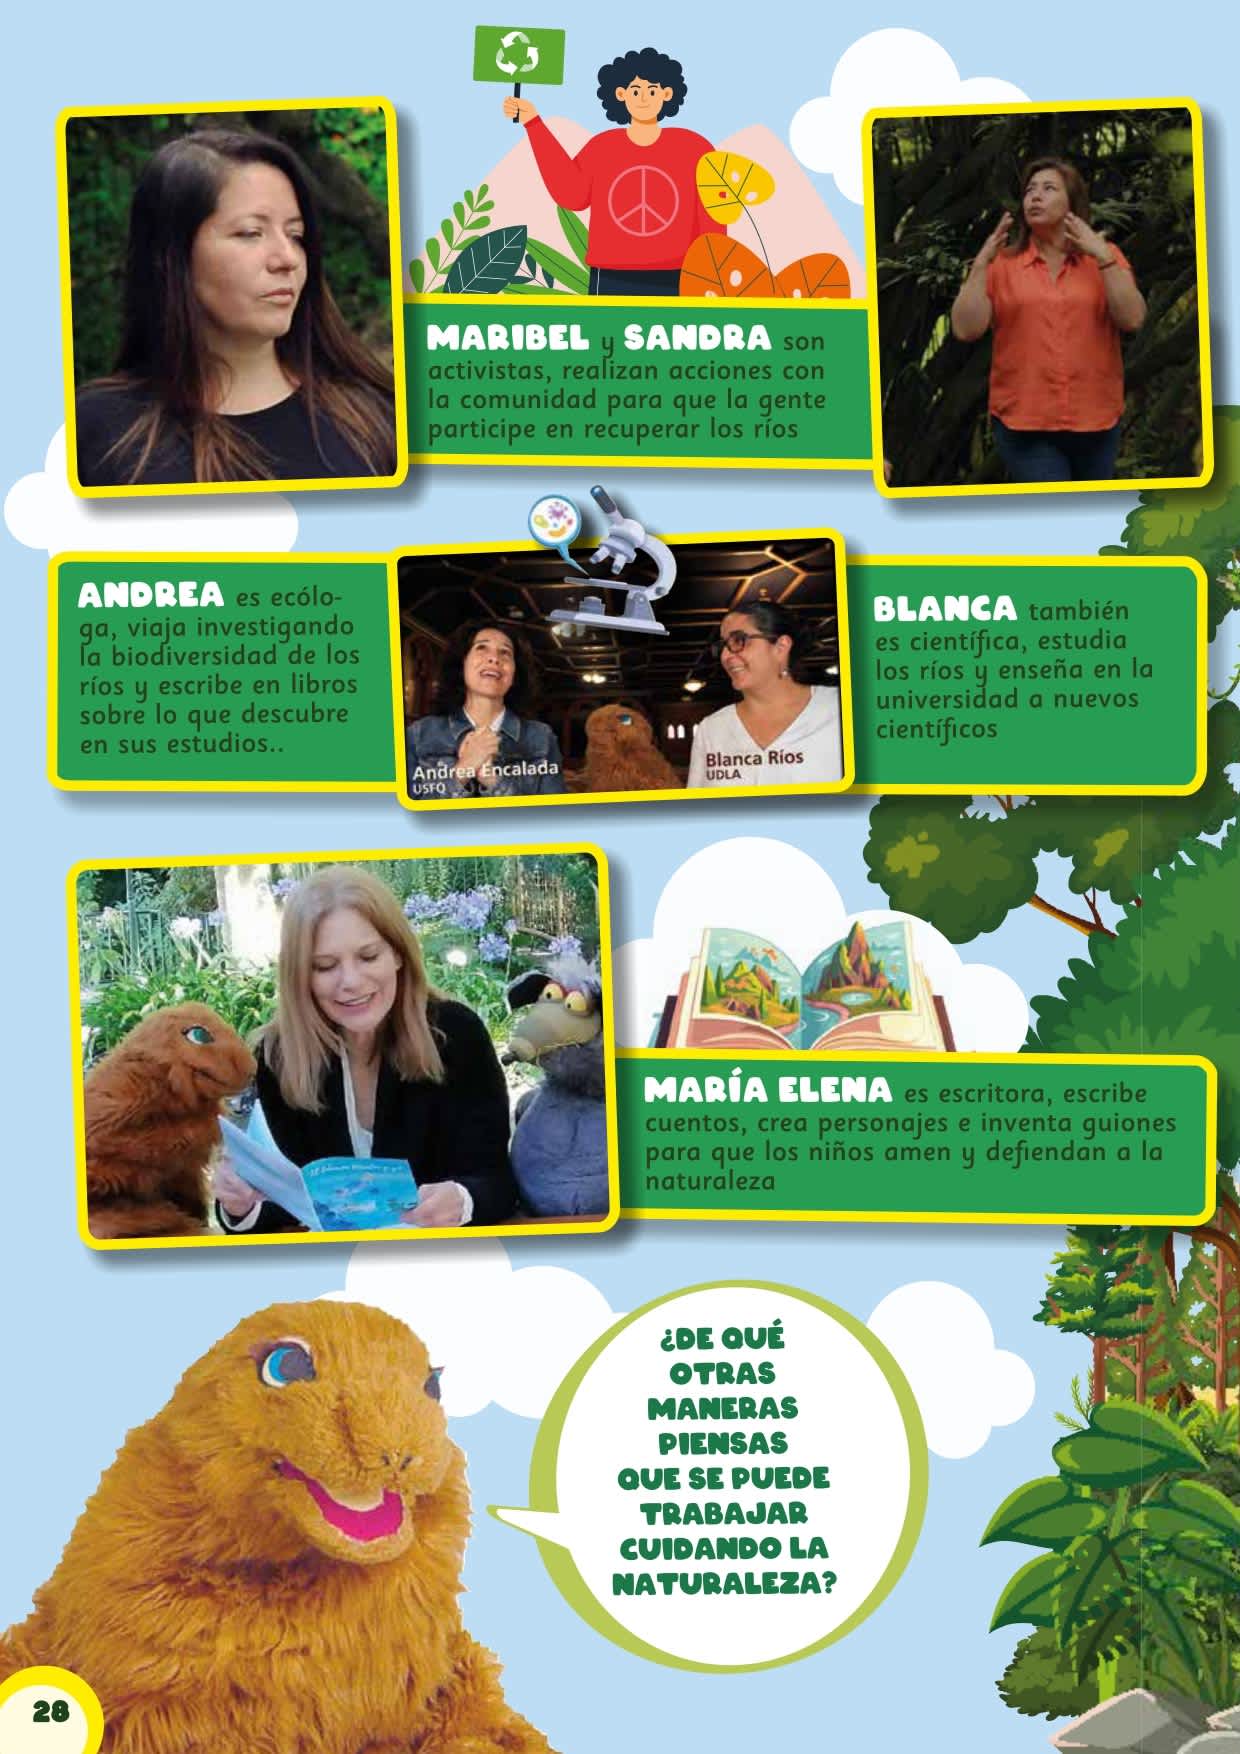 MARIBEL y SANDRA son
activistas, realizan acciones con
la comunidad para que la gente
participe en recuperar los ríos
ANDREA es ecólo-
ga, viaja investigando
la biodiversidad de los
ríos y escribe en libros
sobre lo que descubre
en sus estudios..
Andrea Encalada
USFQ
Blanca Ríos
UDLA
BLANCA también
es científica, estudia
los ríos y enseña en la
universidad a nuevos
científicos
MARÍA ELENA es escritora, escribe
cuentos, crea personajes e inventa guiones
para que los niños amen y defiendan a la
naturaleza
¿DE QUÉ
OTRAS
MANERAS
PIENSAS
QUE SE PUEDE
TRABAJAR
CUIDANDO LA
NATURALEZA?
28